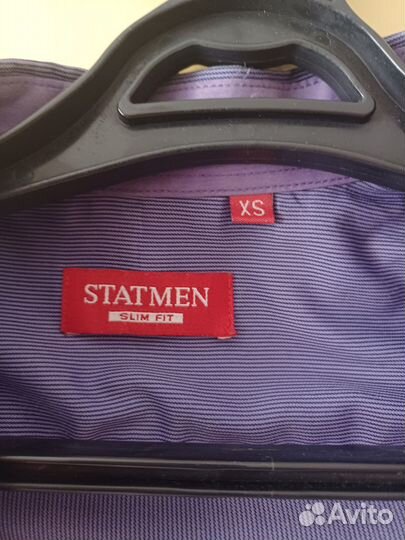 XS
STATMEN
SLIM FIT
Avito